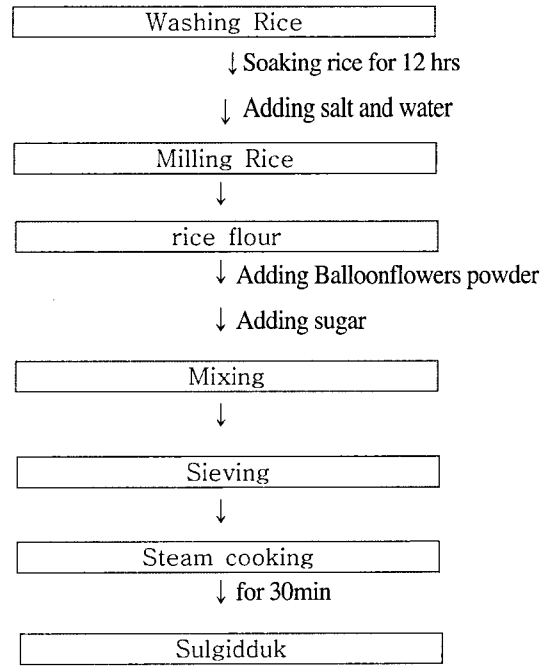 Washing Rice
↓ Soaking rice for 12 hrs
↓ Adding salt and water
Milling Rice
↓
rice flour
↓ Adding Balloonflowers powder
↓ Adding sugar
Mixing
↓
Sieving
↓
Steam cooking
↓ for 30min
Sulgidduk